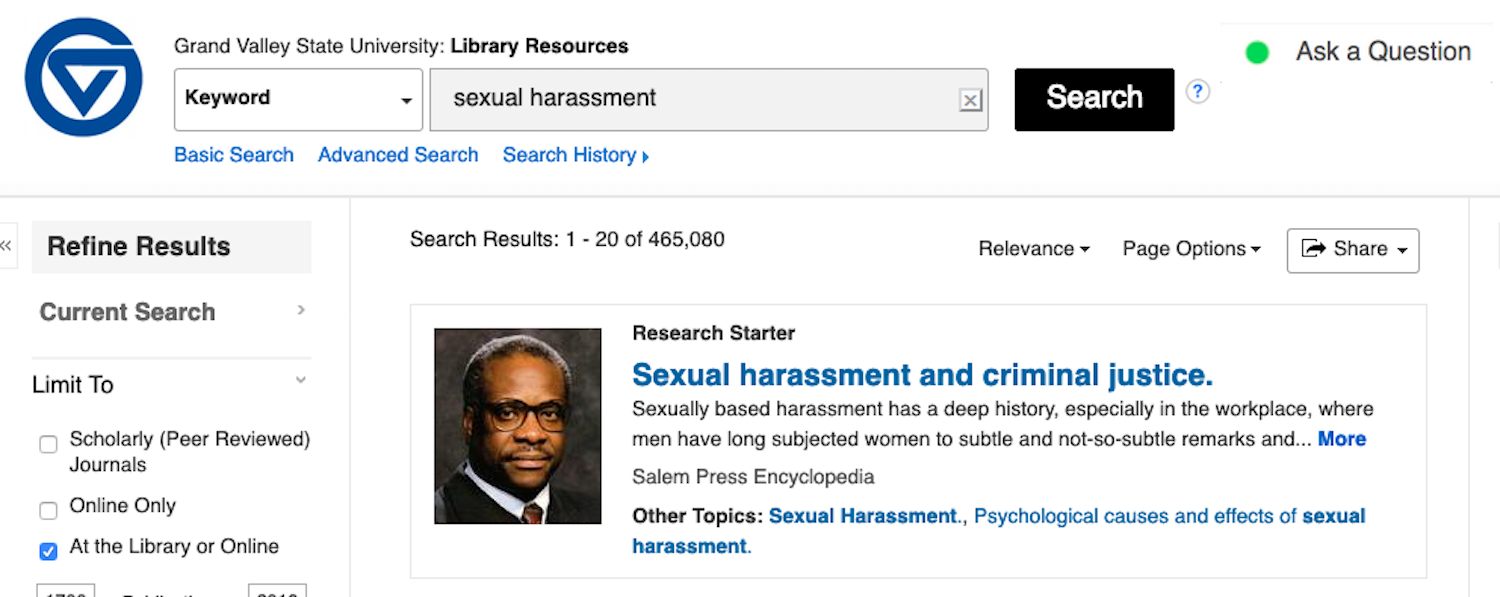 Grand Valley State University: Library Resources
Ask a Question
Keyword
sexual harassment
Search
?
Basic Search
Advanced Search
Search History
Refine Results
Search Results: 1 - 20 of 465,080
Relevance
Page Options
Share
Current Search
Limit To
Scholarly (Peer Reviewed)
Journals
Online Only
At the Library or Online
Research Starter
Sexual harassment and criminal justice.
Sexually based harassment has a deep history, especially in the workplace, where
men have long subjected women to subtle and not-so-subtle remarks and... More
Salem Press Encyclopedia
Other Topics: Sexual Harassment., Psychological causes and effects of sexual
harassment.